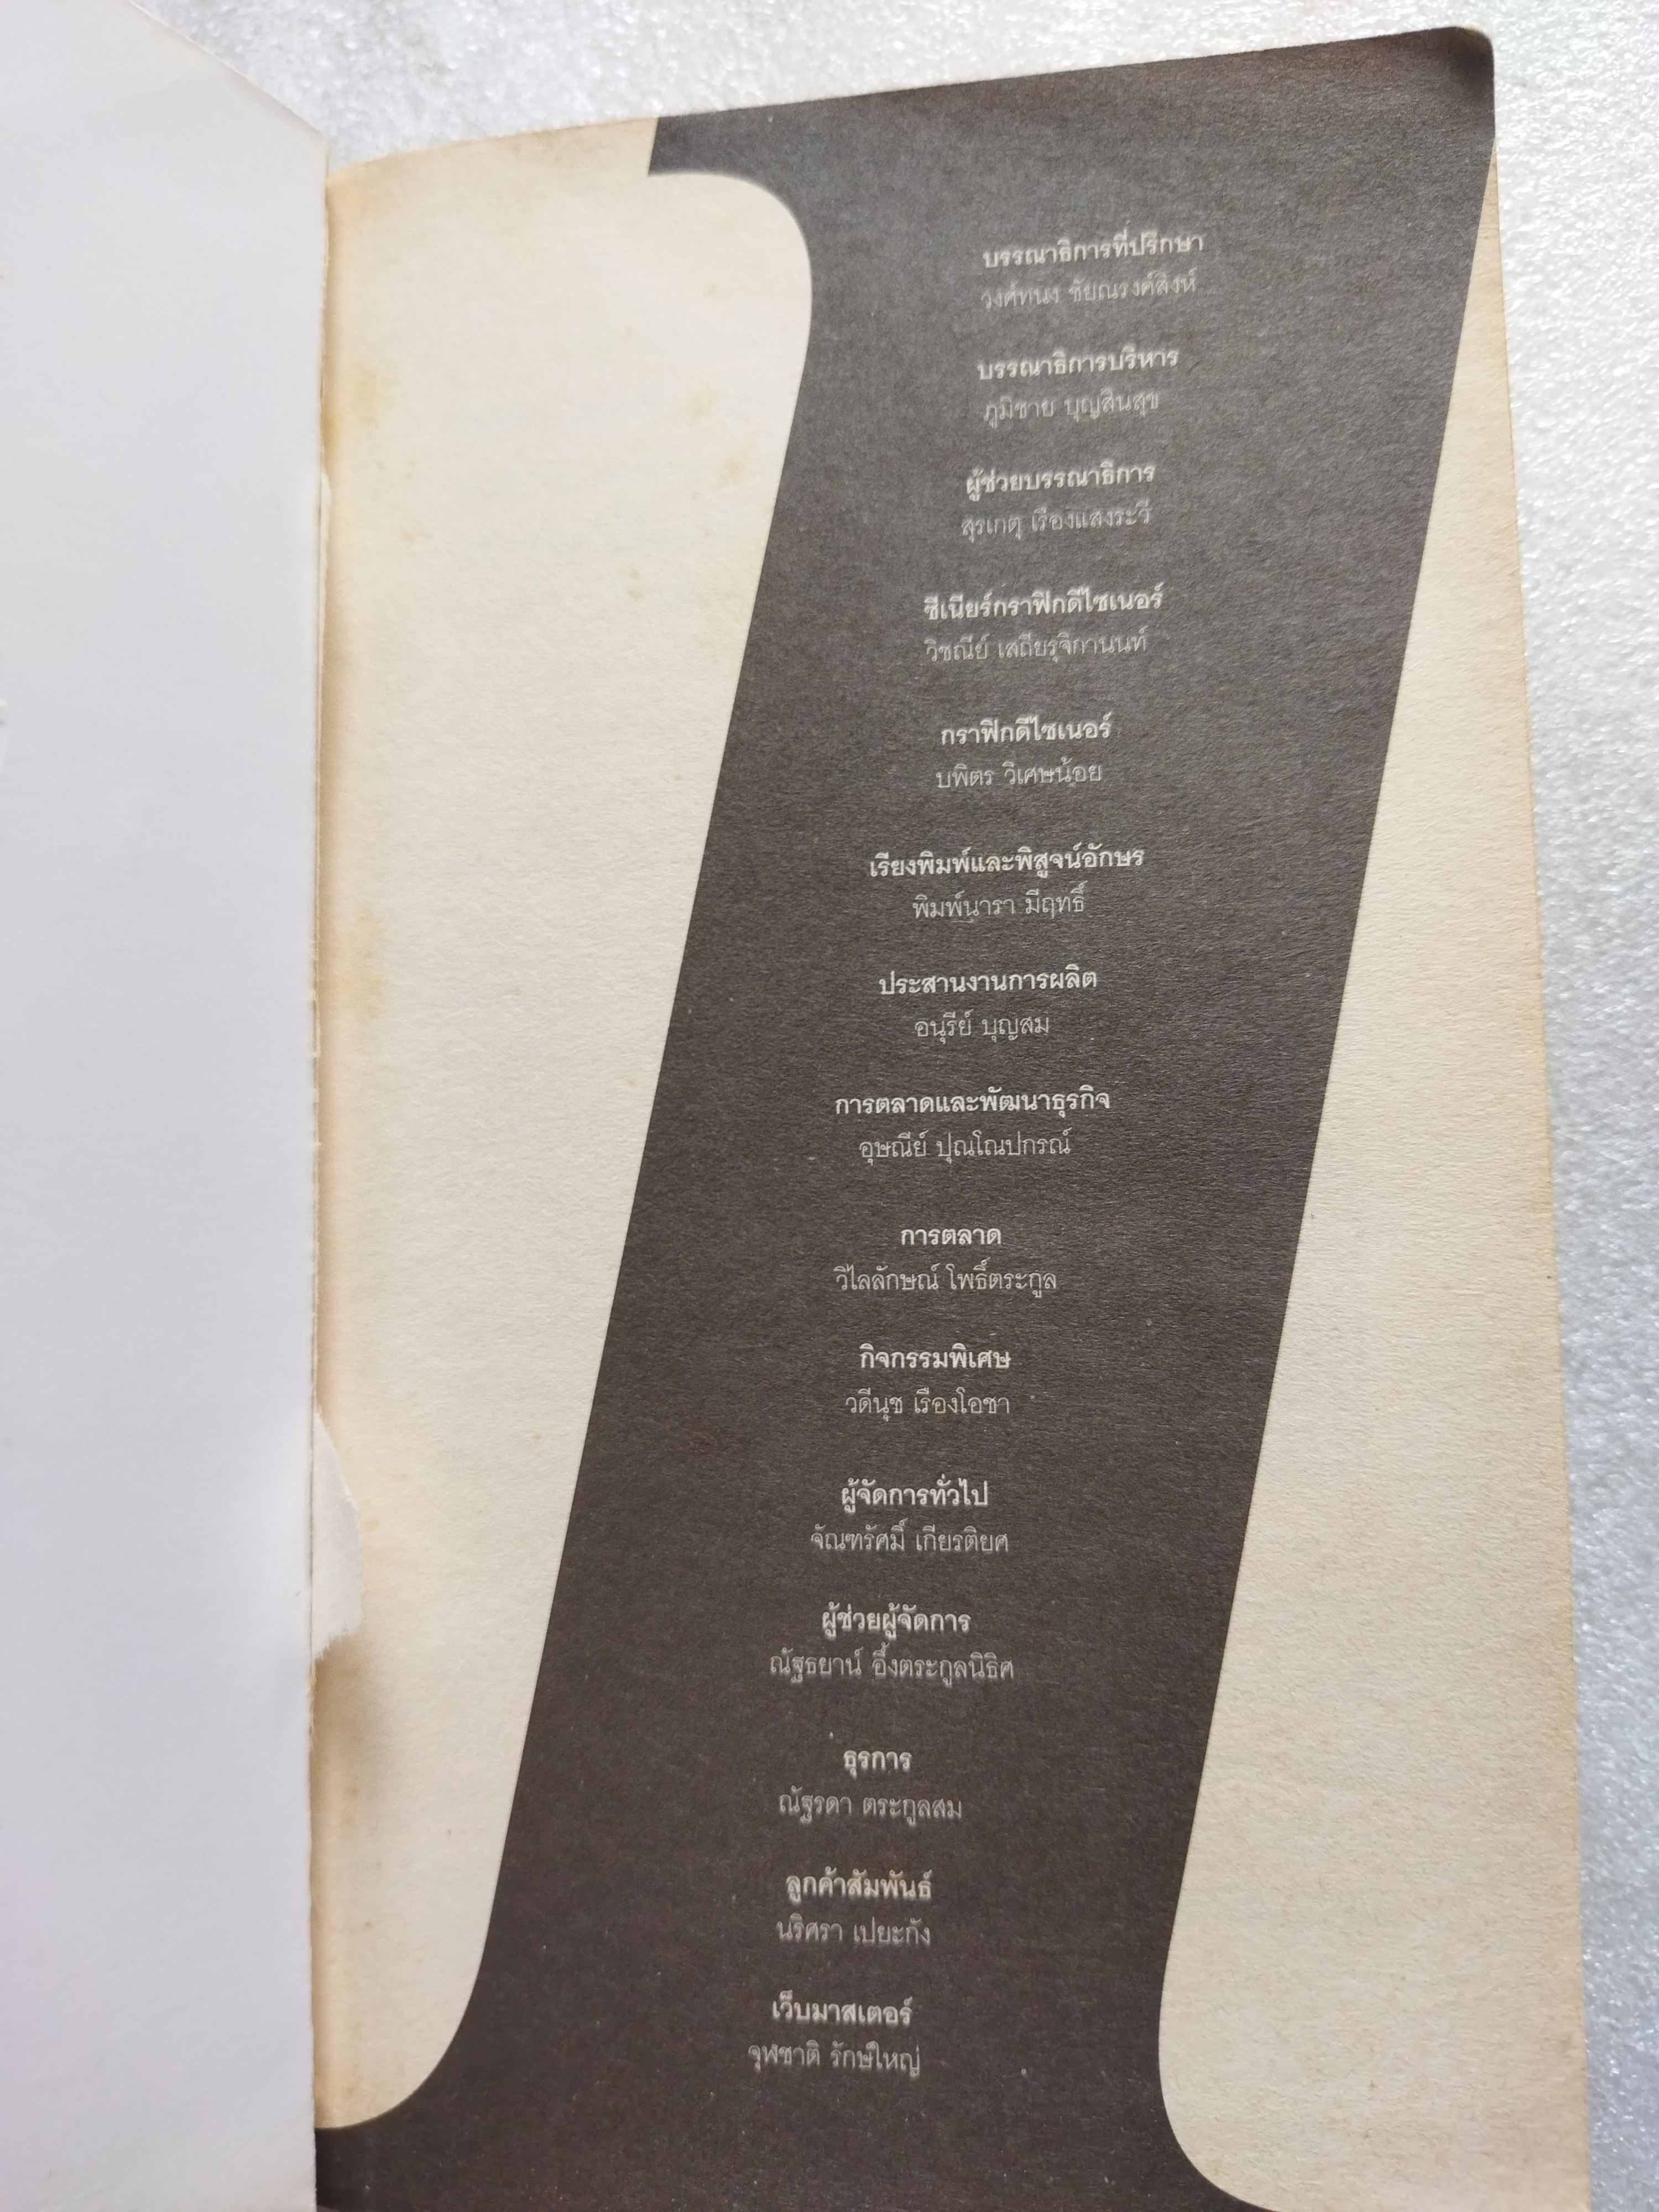 บรรณาธิการที่ปรึกษา
วงศ์ทนง ชัยณรงค์สิงห์
บรรณาธิการบริหาร
ภูมิชาย บุญสินสุข
ผู้ช่วยบรรณาธิการ
สุรเกตุ เรืองแสงระวี
ซีเนียร์กราฟิกดีไซเนอร์
วิชณีย์ เสถียรรุจิกานนท์
กราฟิกดีไซเนอร์
บพิตร วิเศษน้อย
เรียงพิมพ์และพิสูจน์อักษร
พิมพ์นารา มีฤทธิ์
ประสานงานการผลิต
อนุรีย์ บุญสม
การตลาดและพัฒนาธุรกิจ
อุษณีย์ ปุณโณปกรณ์
การตลาด
วิไลลักษณ์ โพธิ์ตระกูล
กิจกรรมพิเศษ
วดีนุช เรืองโอชา
ผู้จัดการทั่วไป
จัณฑรัศมิ์ เกียรติยศ
ผู้ช่วยผู้จัดการ
ณัฐธยาน์ อึ้งตระกูลนิธิศ
ธุรการ
ณัฐรดา ตระกูลสม
ลูกค้าสัมพันธ์
นริศรา เปยะกัง
เว็บมาสเตอร์
จุฬชาติ รักษ์ใหญ่